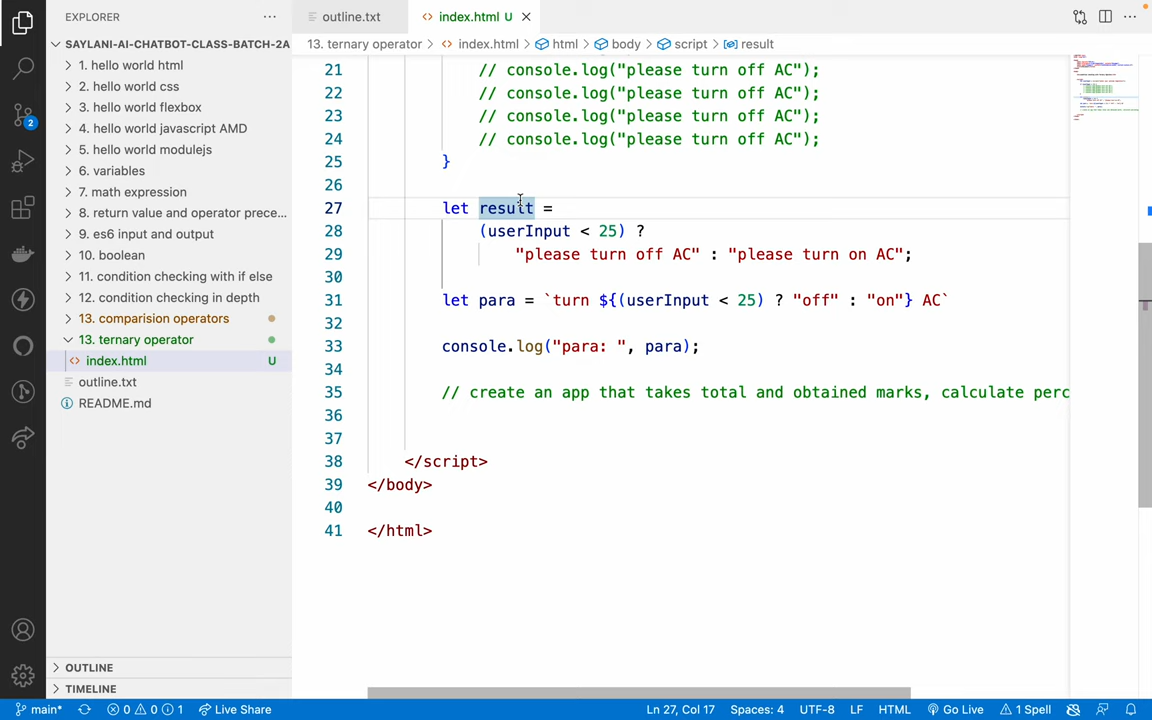 EXPLORER
outline.txt
index.html U
SAYLANI-AI-CHATBOT-CLASS-BATCH-2A
13. ternary operator > index.html > html > body > script > result
1. hello world html
2. hello world css
3. hello world flexbox
4. hello world javascript AMD
5. hello world modulejs
6. variables
7. math expression
8. return value and operator prece...
9. es6 input and output
10. boolean
11. condition checking with if else
12. condition checking in depth
13. comparision operators
13. ternary operator
index.html U
outline.txt
README.md
21 // console.log("please turn off AC");
22 // console.log("please turn off AC");
23 // console.log("please turn off AC");
24 // console.log("please turn off AC");
25 }
26
27 let result =
28 (userInput < 25) ?
29 "please turn off AC" : "please turn on AC";
30
31 let para = `turn ${(userInput < 25) ? "off" : "on"} AC`
32
33 console.log("para: ", para);
34
35 // create an app that takes total and obtained marks, calculate perc
36
37
38 </script>
39 </body>
40
41 </html>
OUTLINE
TIMELINE
2
main* 0 0 1 Live Share Ln 27, Col 17 Spaces: 4 UTF-8 LF HTML Go Live 1 Spell